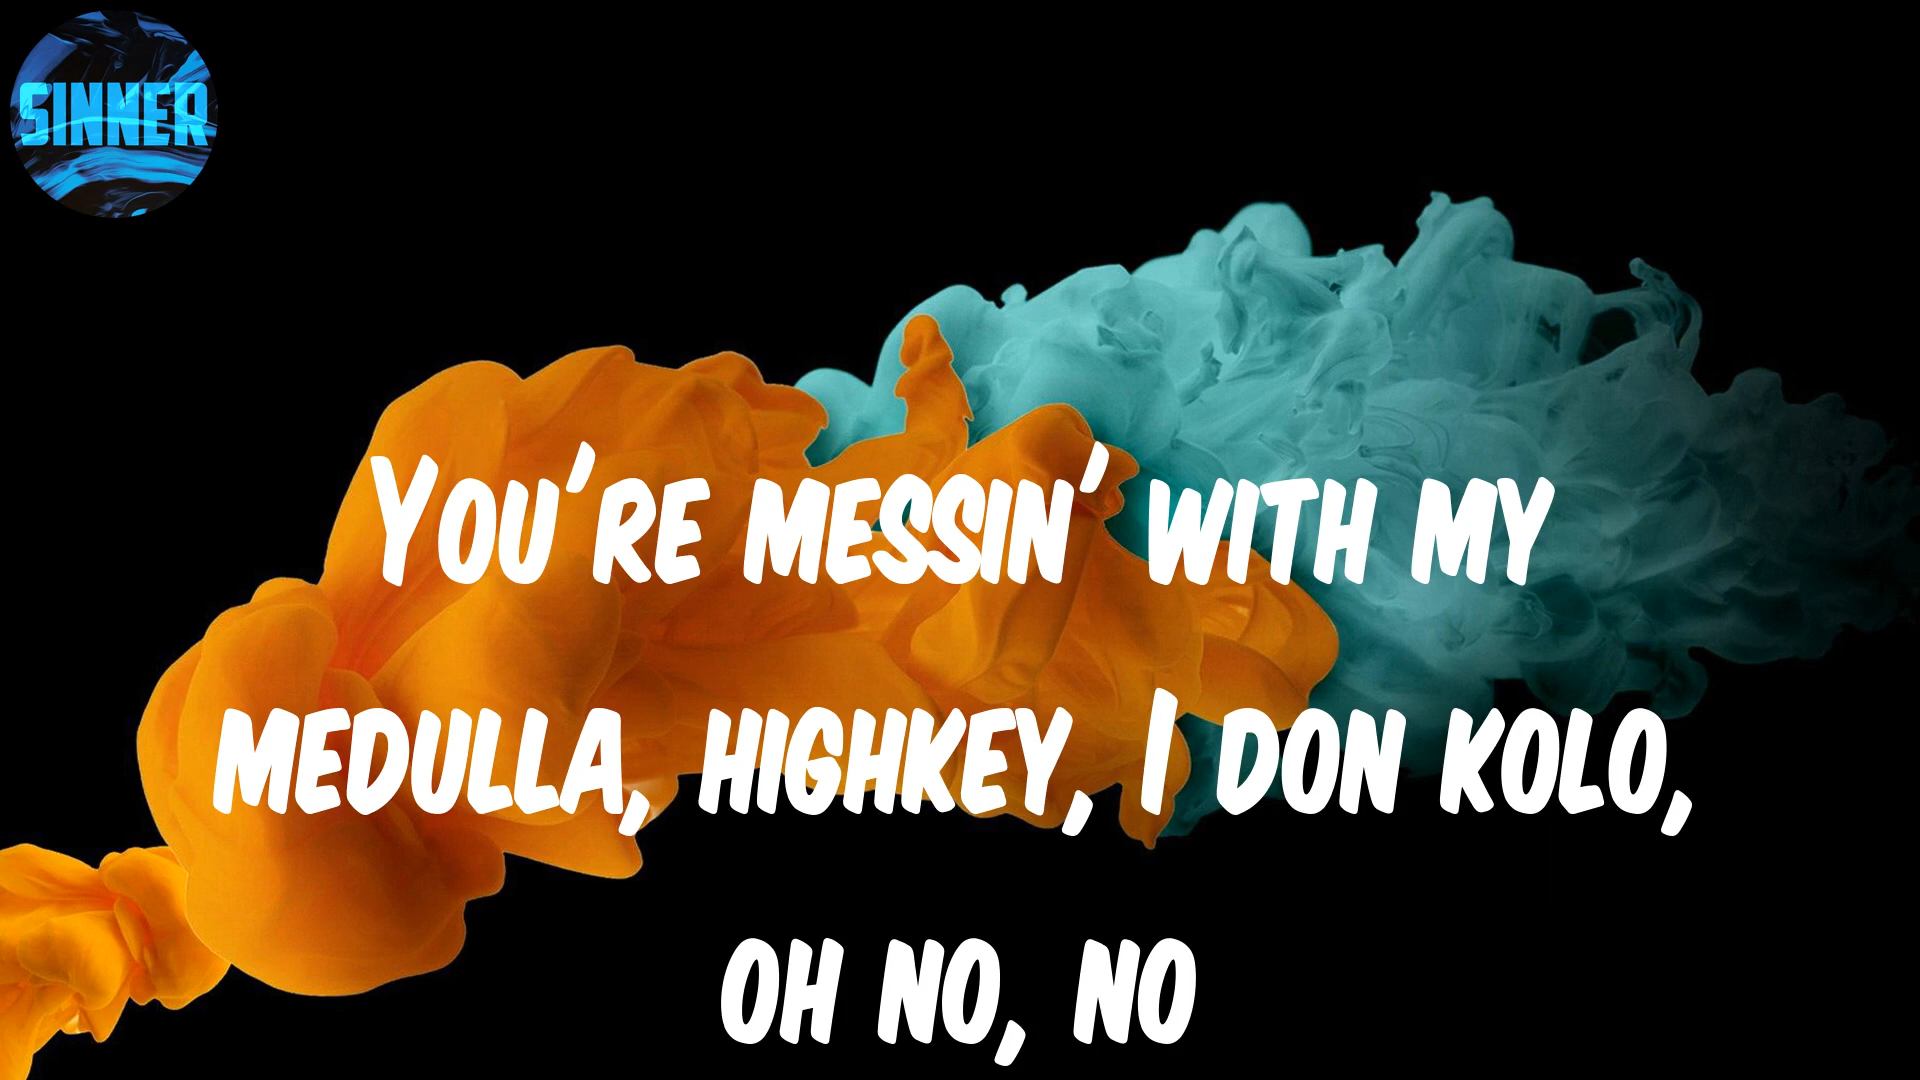 SINNER
You're messin' with my
medulla, highkey, I don kolo,
oh no, no